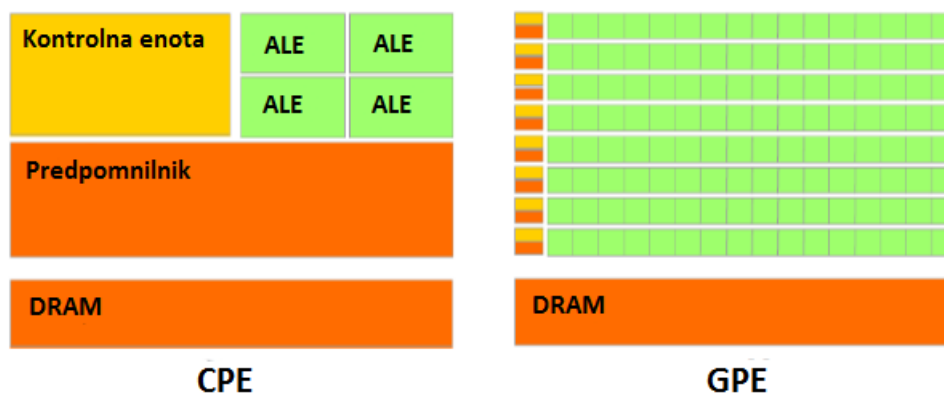 Kontrolna enota
ALE
ALE
ALE
ALE
Predpomnilnik
DRAM
DRAM
CPE
GPE